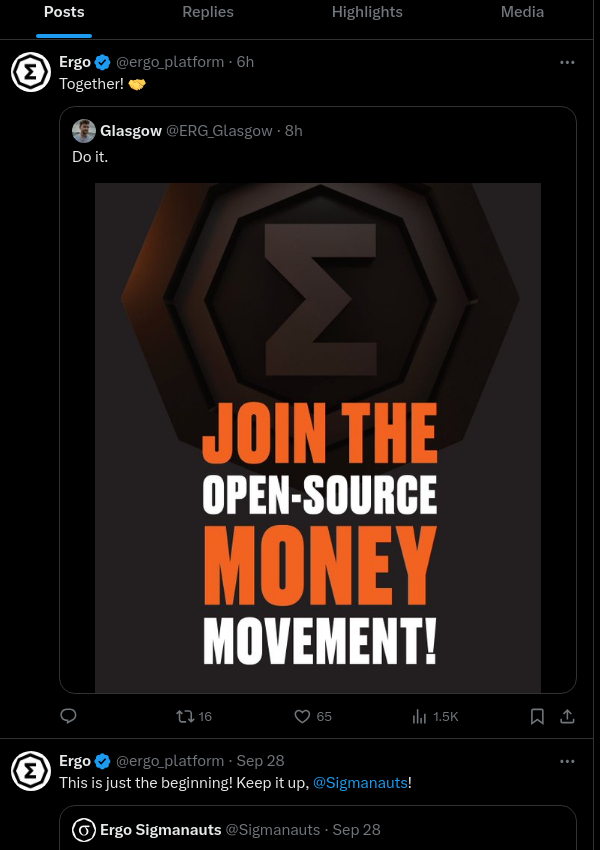 Posts Replies Highlights Media
Ergo @ergo_platform · 6h
Together! 🤝
Glasgow @ERG_Glasgow · 8h
Do it.
Σ
JOIN THE
OPEN-SOURCE
MONEY
MOVEMENT!
16 65 1.5K
Ergo @ergo_platform · Sep 28
This is just the beginning! Keep it up, @Sigmanauts!
Ergo Sigmanauts @Sigmanauts · Sep 28